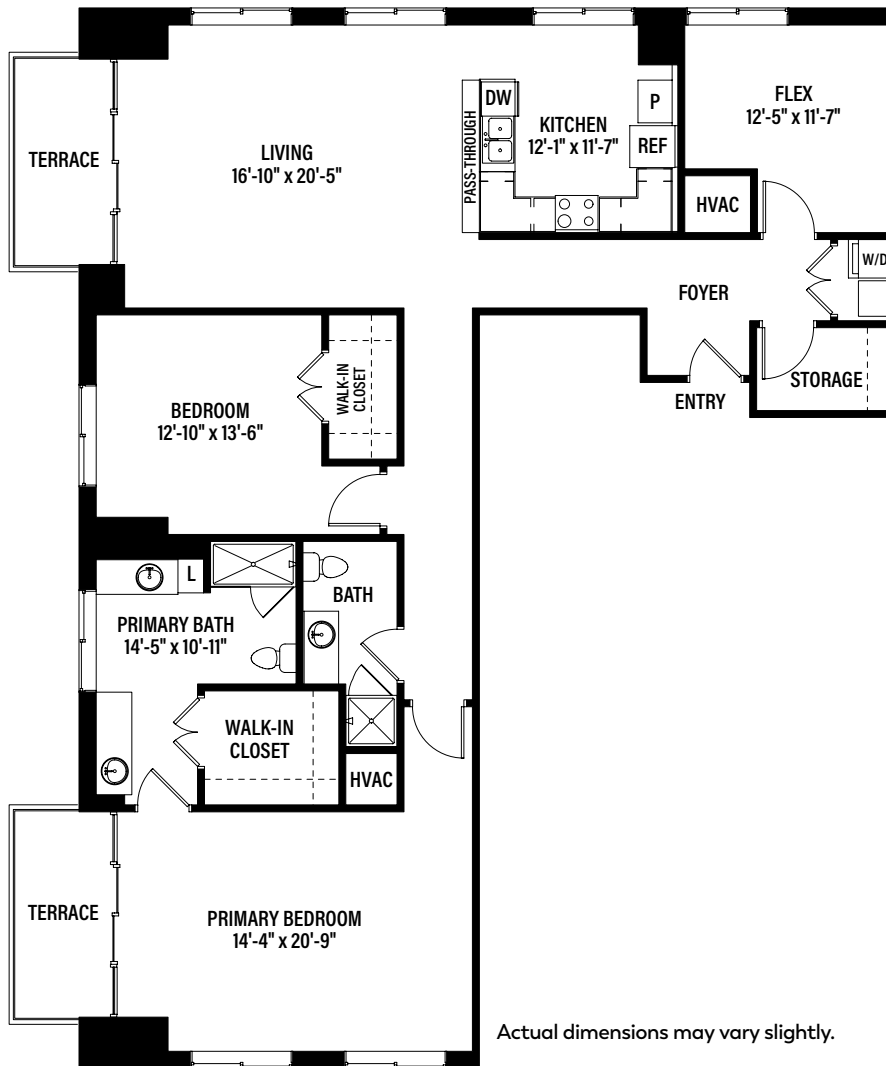 TERRACE
LIVING
16'-10" x 20'-5"
PASS-THROUGH
DW
KITCHEN
12'-1" x 11'-7"
P
REF
FLEX
12'-5" x 11'-7"
HVAC
W/D
FOYER
STORAGE
ENTRY
BEDROOM
12'-10" x 13'-6"
WALK-IN
CLOSET
L
PRIMARY BATH
14'-5" x 10'-11"
BATH
WALK-IN
CLOSET
HVAC
TERRACE
PRIMARY BEDROOM
14'-4" x 20'-9"
Actual dimensions may vary slightly.